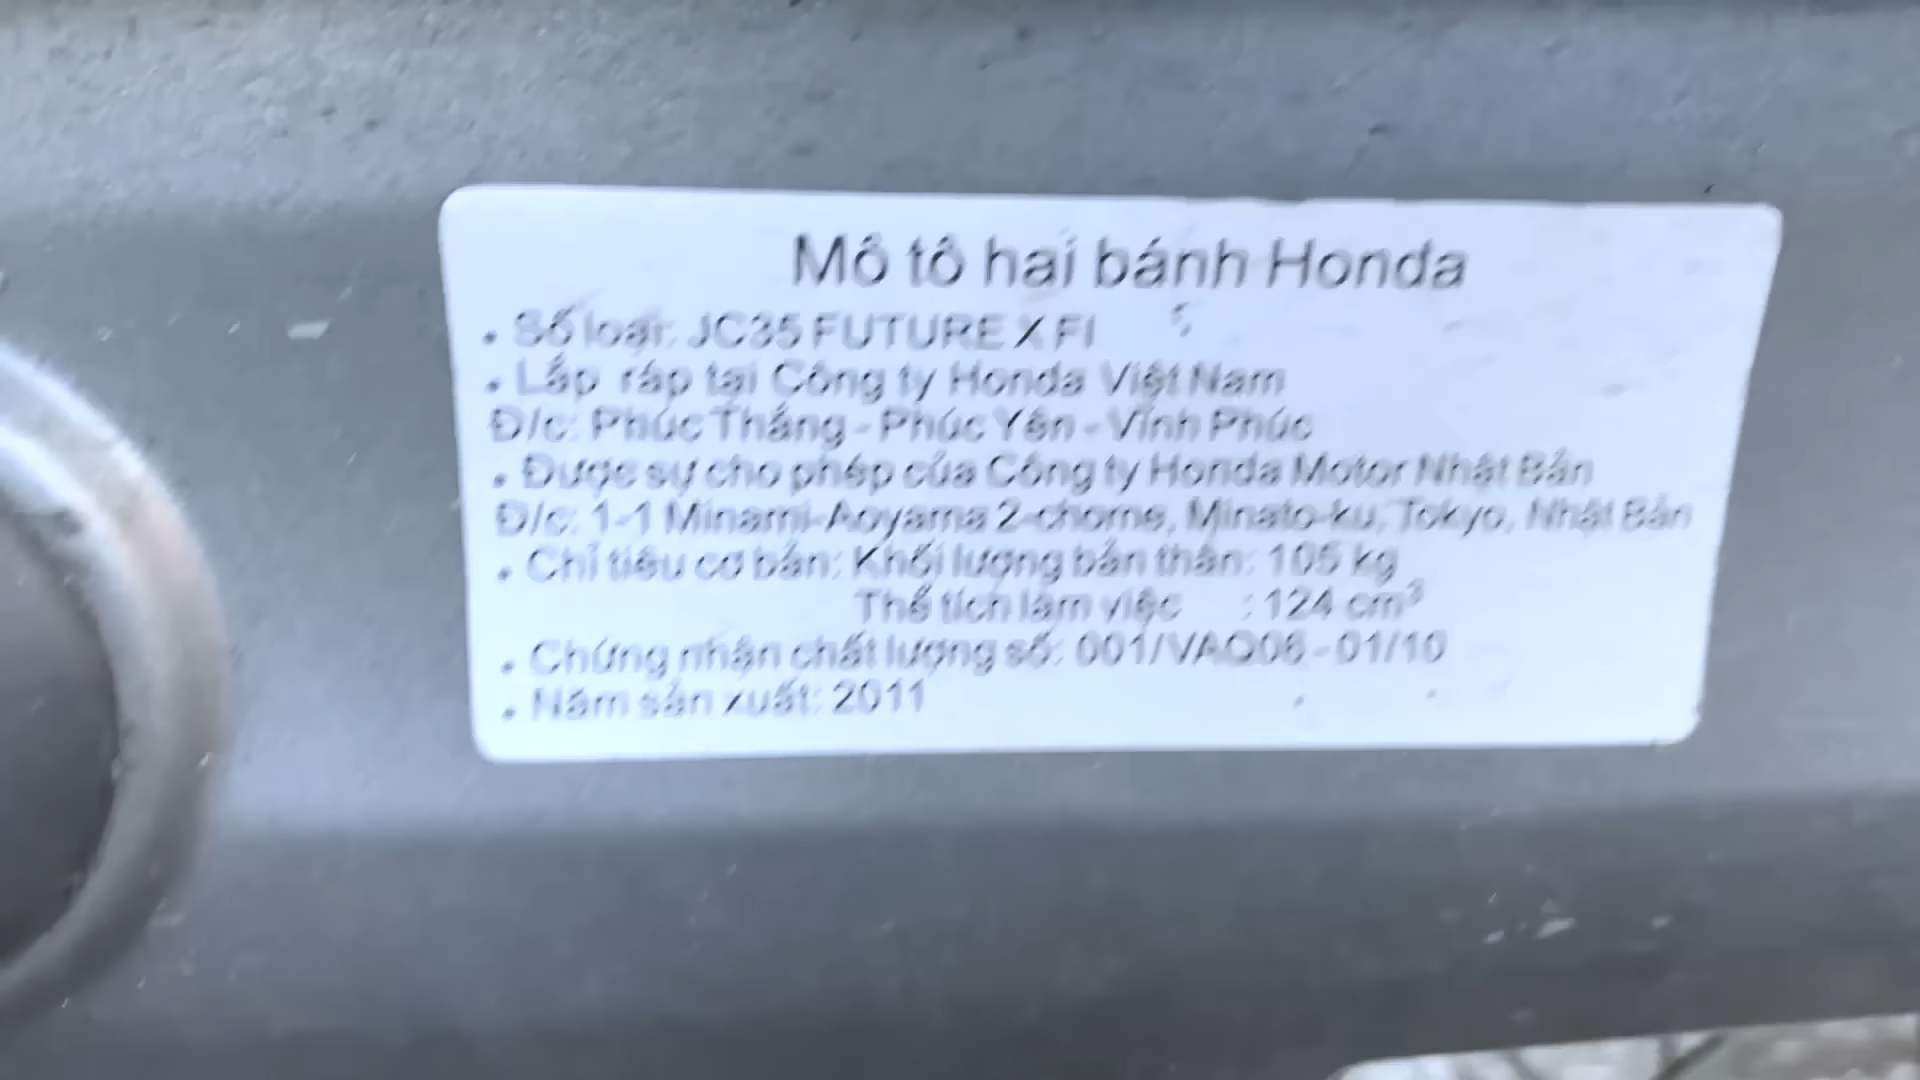 Mô tô hai bánh Honda
• Số loại: JC35 FUTURE X FI
• Lắp ráp tại Công ty Honda Việt Nam
Đ/c: Phúc Thắng - Phúc Yên - Vĩnh Phúc
• Được sự cho phép của Công ty Honda Motor Nhật Bản
Đ/c: 1-1 Minami-Aoyama 2-chome, Minato-ku, Tokyo, Nhật Bản
• Chỉ tiêu cơ bản: Khối lượng bản thân: 105 kg
Thể tích làm việc : 124 cm³
• Chứng nhận chất lượng số: 001/VAQ06 - 01/10
• Năm sản xuất: 2011